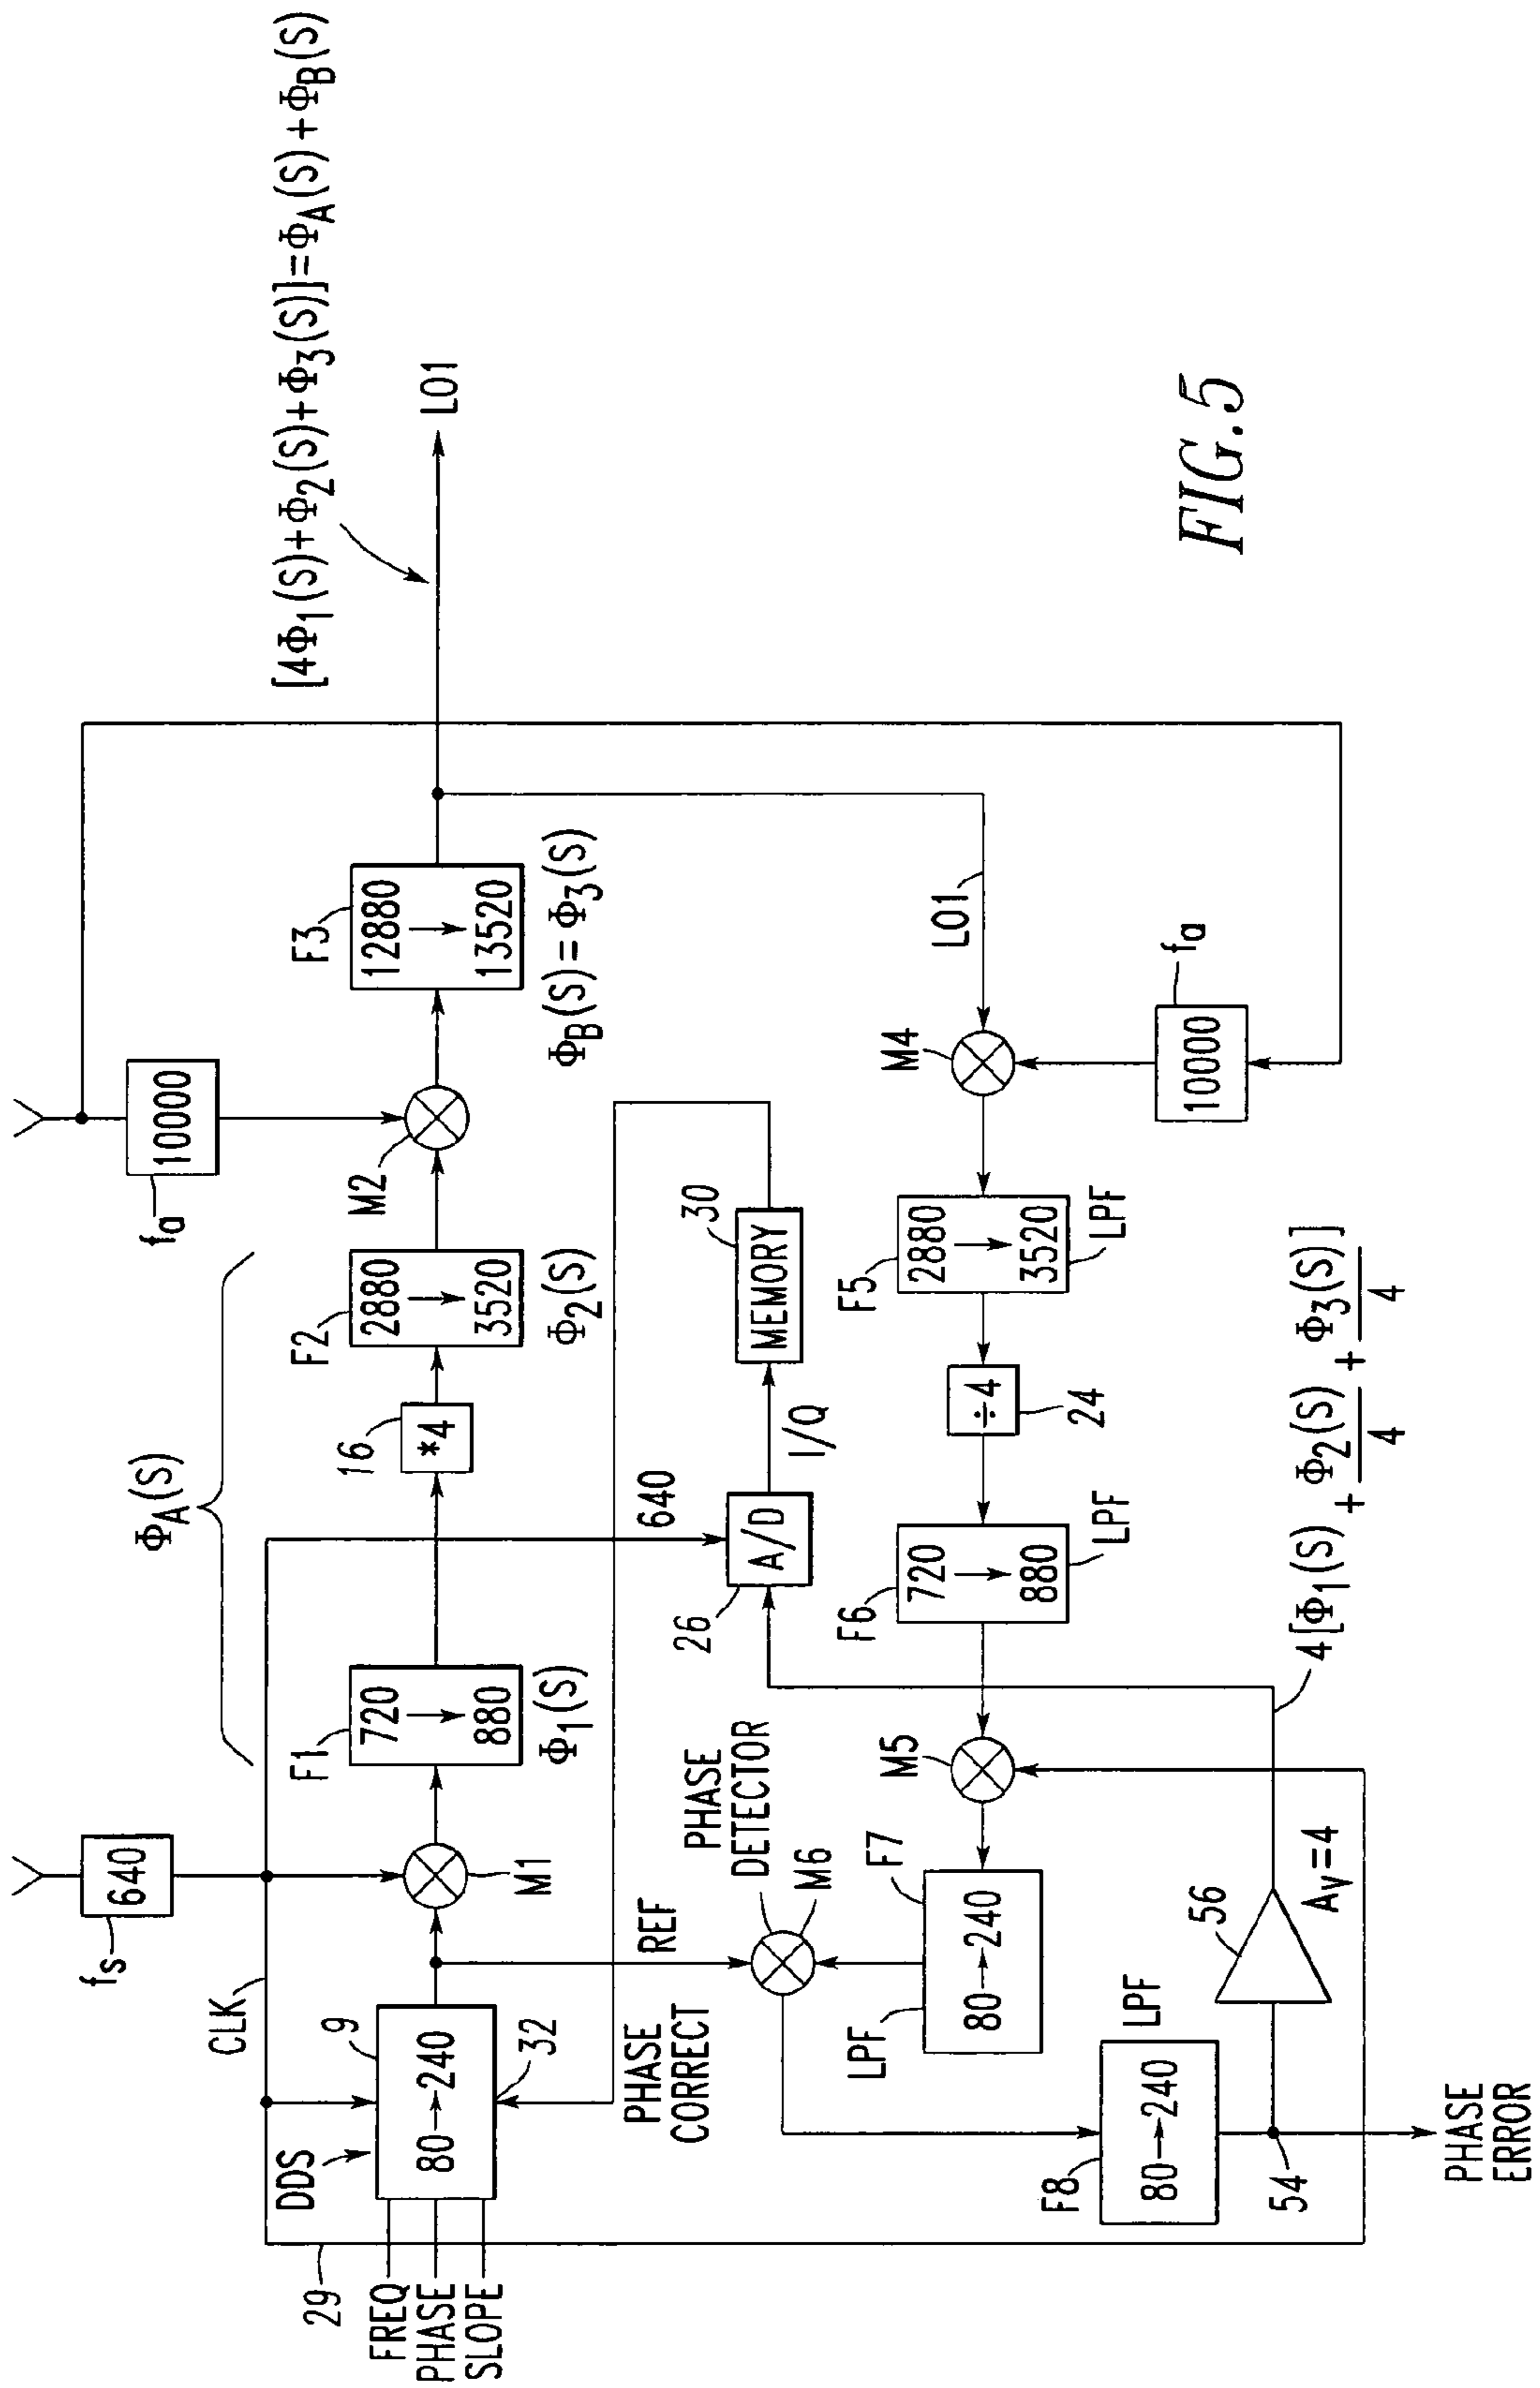 fs
640
fa
10000
ΦA(S)
CLK
DDS
9
80→240
FREQ
PHASE
SLOPE
29
32
PHASE
CORRECT
M1
F1
720
880
Φ1(S)
16
*4
F2
2880
3520
Φ2(S)
M2
F3
12880
13520
ΦB(S)=Φ3(S)
[4Φ1(S)+Φ2(S)+Φ3(S)]=ΦA(S)+ΦB(S)
LO1
REF
PHASE
DETECTOR
M6
26
A/D
640
I/Q
30
MEMORY
LO1
M4
fa
10000
F5
2880
3520
LPF
÷4
24
F6
720
880
LPF
M5
F7
80→240
LPF
F8
80→240
LPF
54
PHASE
ERROR
56
Av=4
4[Φ1(S)+Φ2(S)/4+Φ3(S)/4]
FIG.5